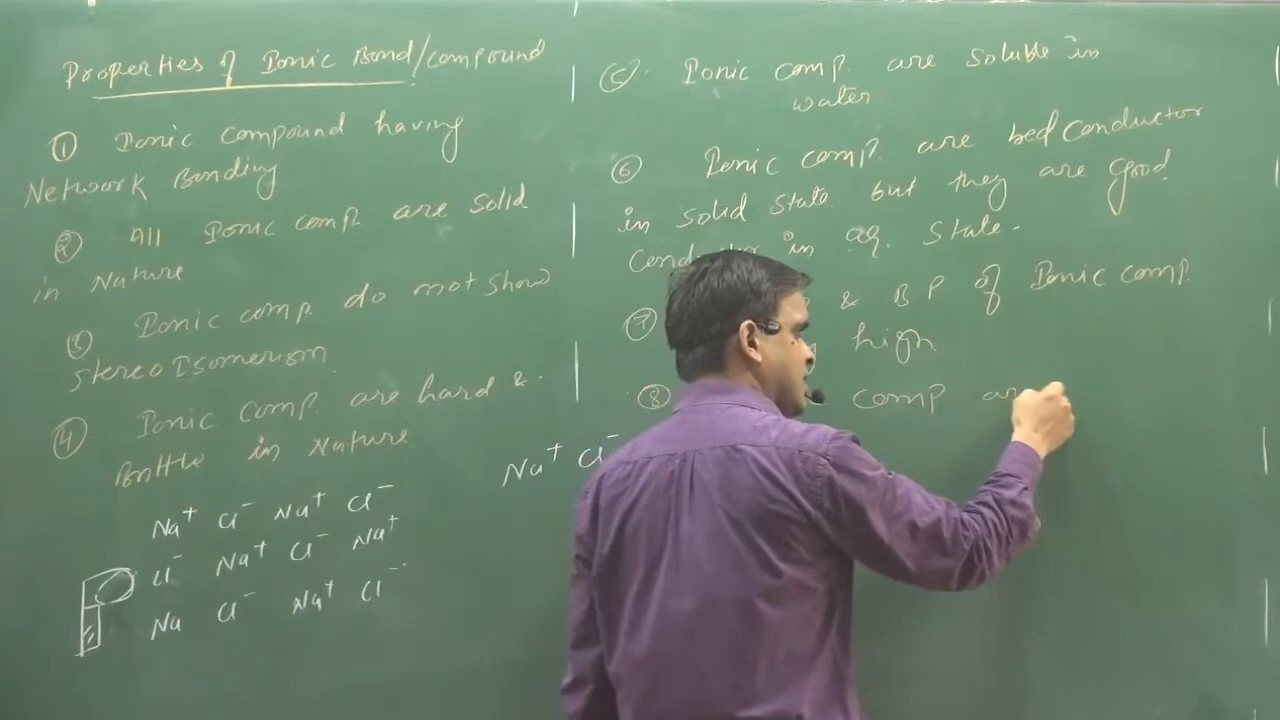 Properties of Ionic Bond/compound
① Ionic compound having
Network Bonding
② All Ionic comp. are solid
in Nature
③ Ionic comp. do not show
stereo Isomerism
④ Ionic comp. are hard &
in Nature
Na⁺ Cl⁻ Na⁺ Cl⁻
Cl⁻ Na⁺ Cl⁻ Na⁺
Na Cl⁻ Na⁺ Cl⁻
Na⁺ Cl⁻
⑤ Ionic comp. are soluble in
water
⑥ Ionic comp. are bed conductor
in solid state but they are good
in aq. state.
⑦ & BP of Ionic comp.
high
⑧ comp are